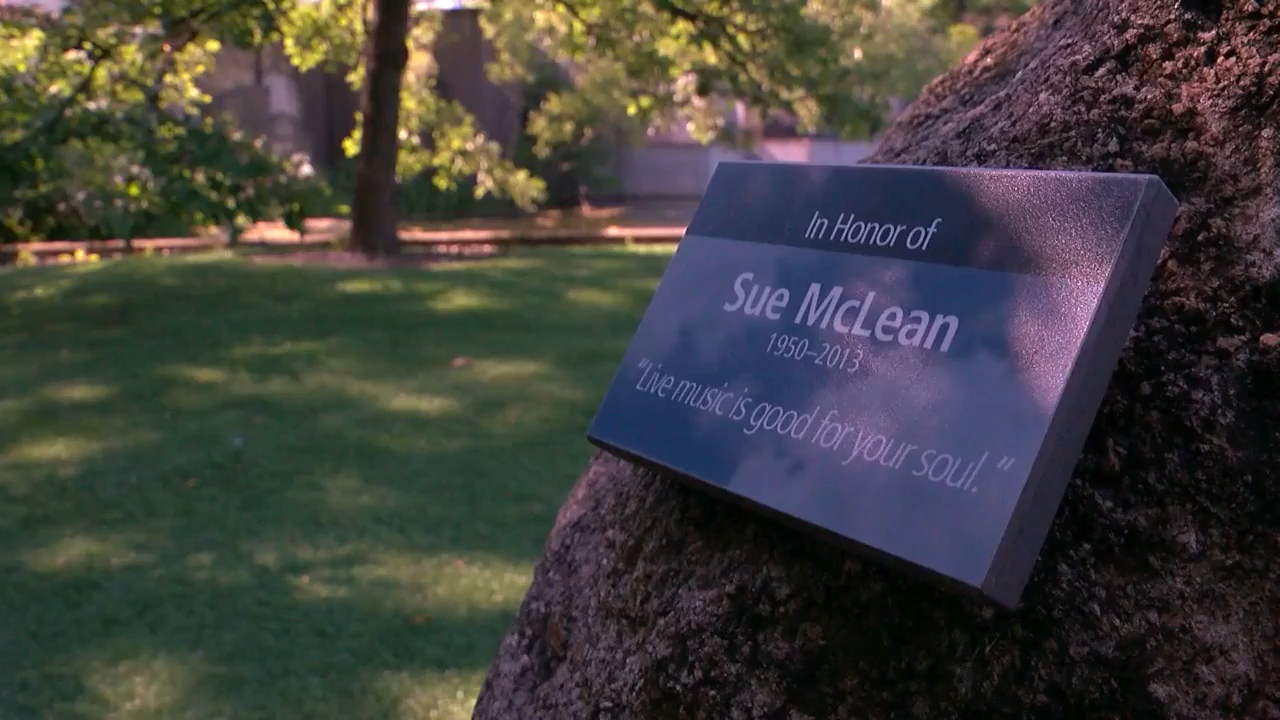 In Honor of
Sue McLean
1950–2013
“Live music is good for your soul.”